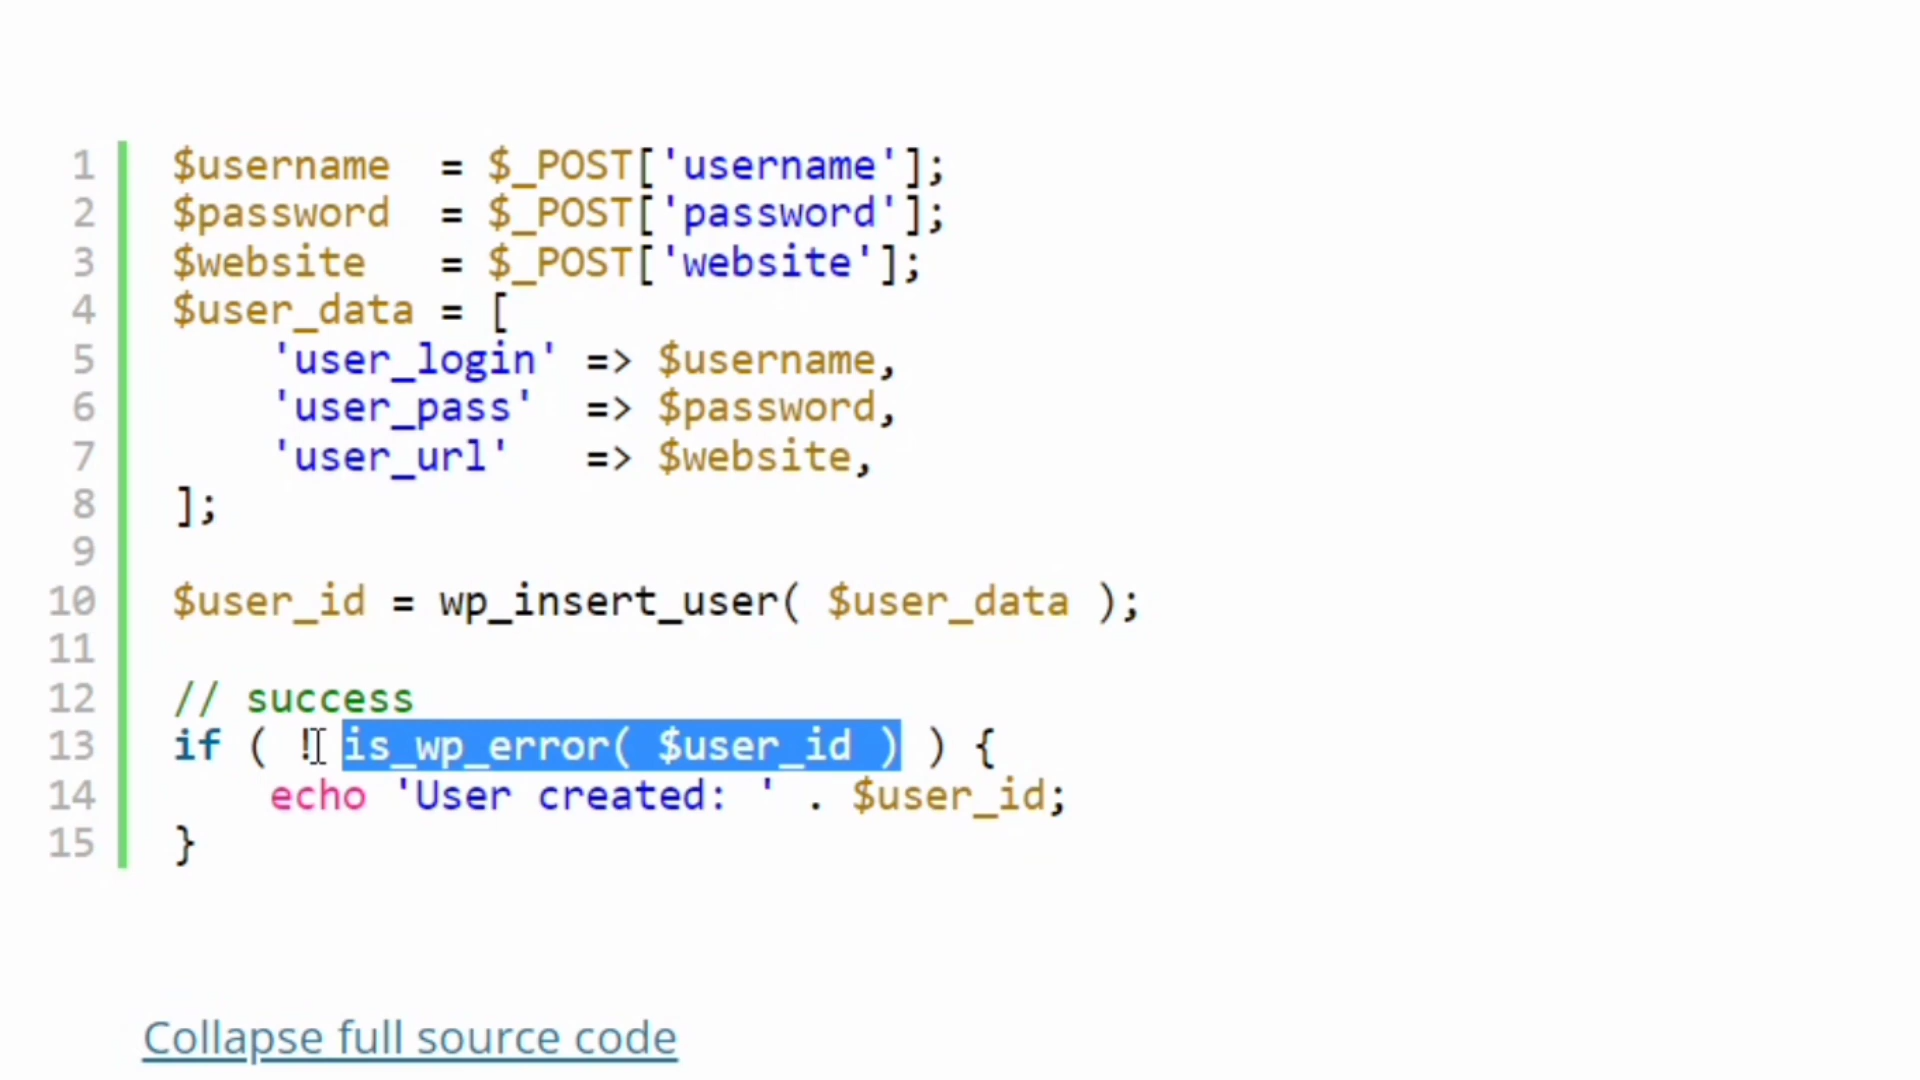 1 $username  = $_POST['username'];
2 $password  = $_POST['password'];
3 $website   = $_POST['website'];
4 $user_data = [
5     'user_login' => $username,
6     'user_pass'  => $password,
7     'user_url'   => $website,
8 ];
9
10 $user_id = wp_insert_user( $user_data );
11
12 // success
13 if ( ! is_wp_error( $user_id ) ) {
14     echo 'User created: ' . $user_id;
15 }
Collapse full source code